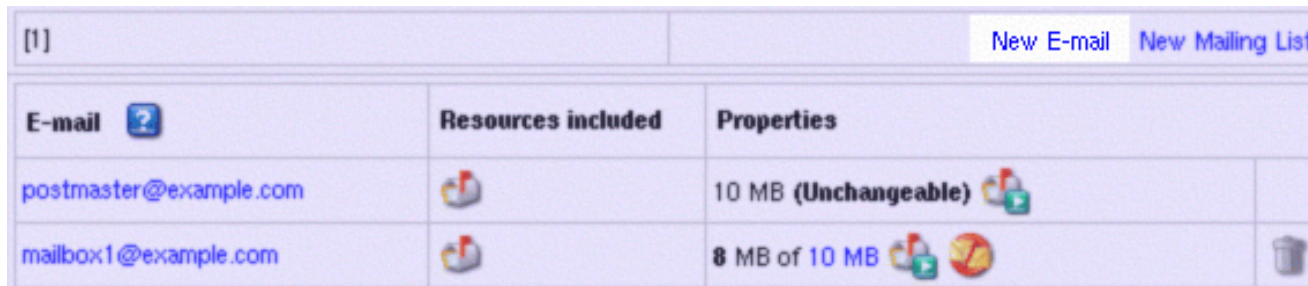 [1] New E-mail New Mailing List
E-mail ? Resources included Properties
postmaster@example.com 10 MB (Unchangeable)
mailbox1@example.com 8 MB of 10 MB